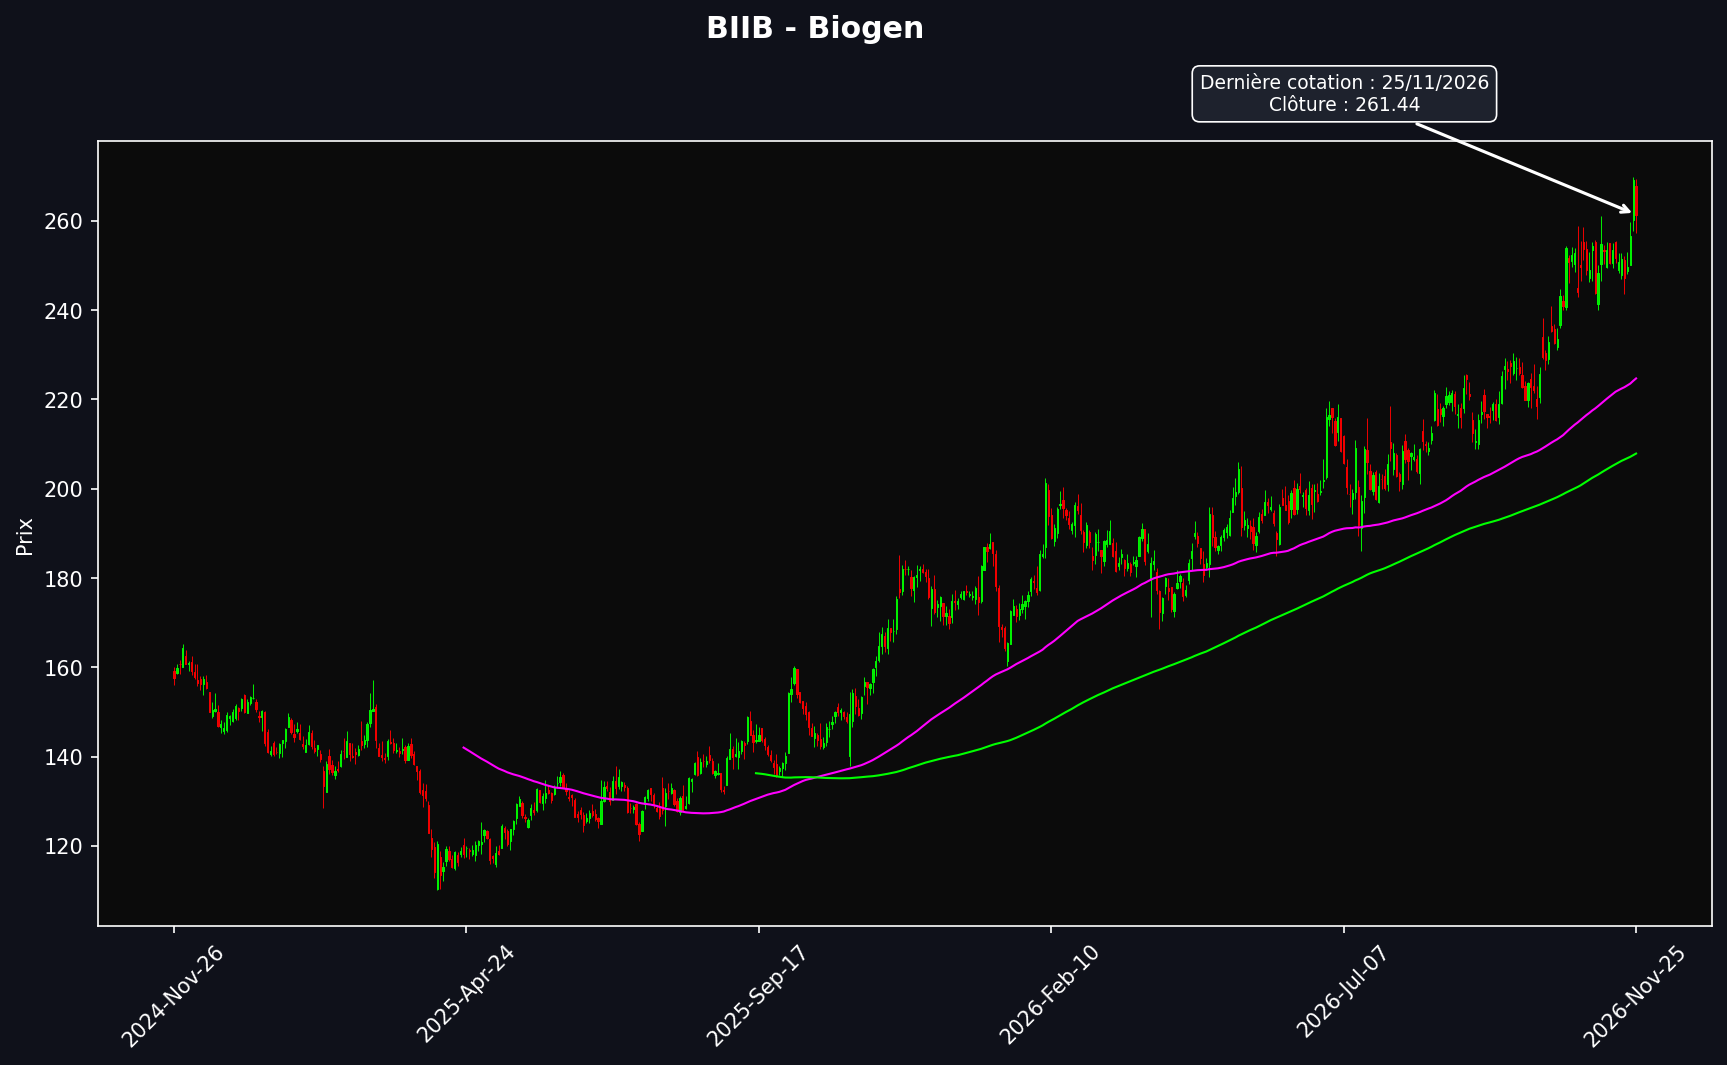 BIIB - Biogen
Dernière cotation : 25/11/2026
Clôture : 261.44
Prix
260
240
220
200
180
160
140
120
2024-Nov-26
2025-Apr-24
2025-Sep-17
2026-Feb-10
2026-Jul-07
2026-Nov-25